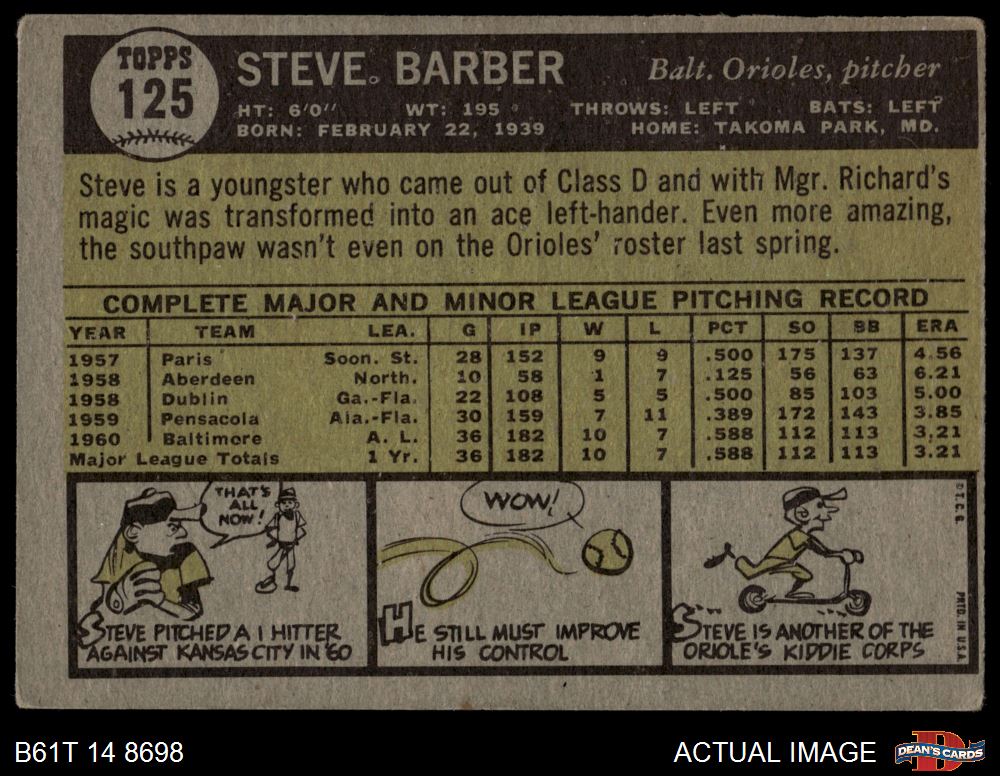 TOPPS
125
STEVE BARBER Balt. Orioles, pitcher
HT: 6'0" WT: 195 THROWS: LEFT BATS: LEFT
BORN: FEBRUARY 22, 1939 HOME: TAKOMA PARK, MD.
Steve is a youngster who came out of Class D and with Mgr. Richard's
magic was transformed into an ace left-hander. Even more amazing,
the southpaw wasn't even on the Orioles' roster last spring.
COMPLETE MAJOR AND MINOR LEAGUE PITCHING RECORD
YEAR TEAM LEA. G IP W L PCT SO BB ERA
1957 Paris Soon. St. 28 152 9 9 .500 175 137 4.56
1958 Aberdeen North. 10 58 1 7 .125 56 63 6.21
1958 Dublin Ga.-Fla. 22 108 5 5 .500 85 103 5.00
1959 Pensacola Ala.-Fla. 30 159 7 11 .389 172 143 3.85
1960 Baltimore A. L. 36 182 10 7 .588 112 113 3.21
Major League Totals 1 Yr. 36 182 10 7 .588 112 113 3.21
THAT'S
ALL
NOW!
STEVE PITCHED A 1 HITTER
AGAINST KANSAS CITY IN '60
WOW!
HE STILL MUST IMPROVE
HIS CONTROL
STEVE IS ANOTHER OF THE
ORIOLE'S KIDDIE CORPS
© T.C.G.
PRTD. IN U.S.A.
B61T 14 8698
ACTUAL IMAGE
DEAN'S CARDS